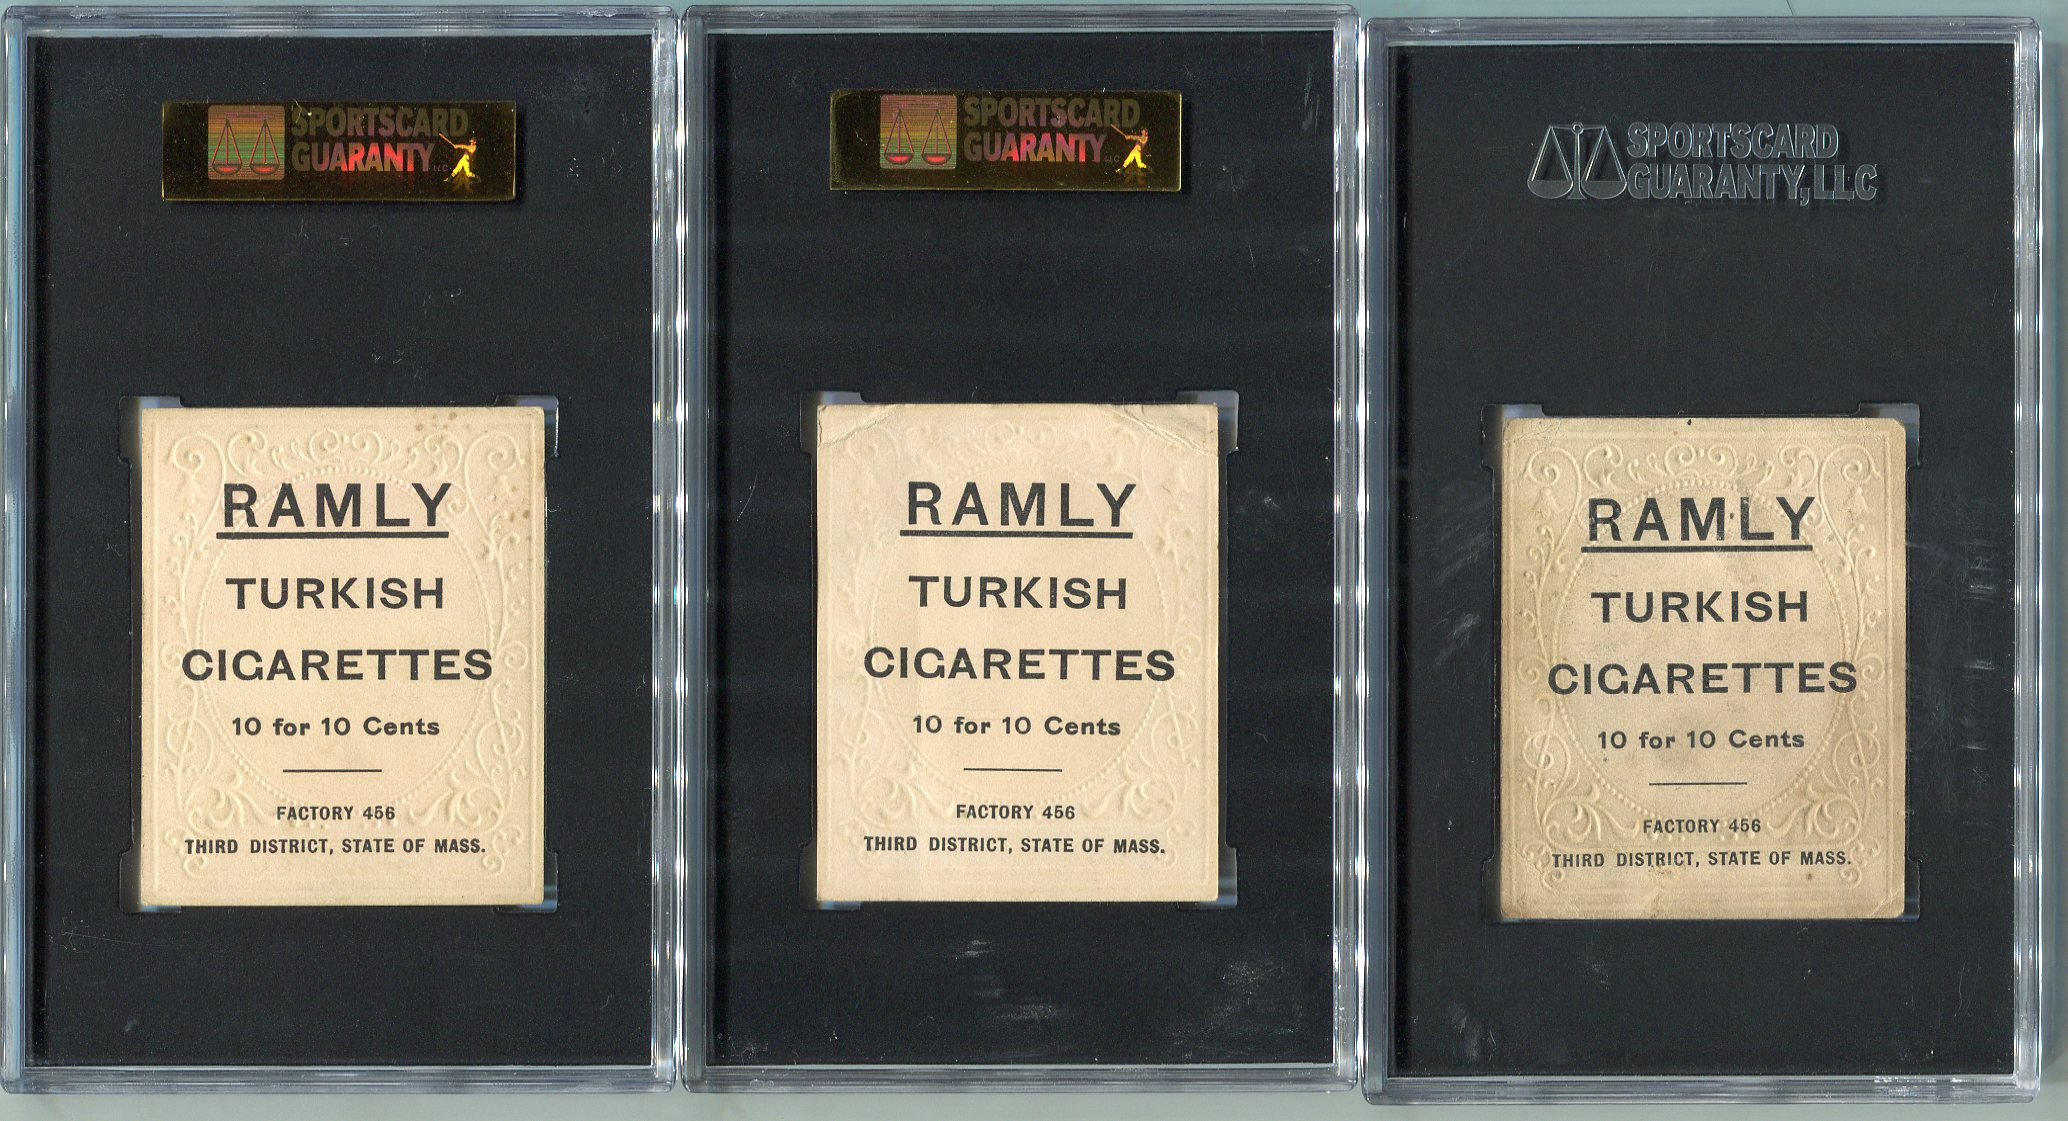 SPORTSCARD
GUARANTY LLC
RAMLY
TURKISH
CIGARETTES
10 for 10 Cents
FACTORY 456
THIRD DISTRICT, STATE OF MASS.
SPORTSCARD
GUARANTY LLC
RAMLY
TURKISH
CIGARETTES
10 for 10 Cents
FACTORY 456
THIRD DISTRICT, STATE OF MASS.
SPORTSCARD
GUARANTY, LLC
RAMLY
TURKISH
CIGARETTES
10 for 10 Cents
FACTORY 456
THIRD DISTRICT, STATE OF MASS.